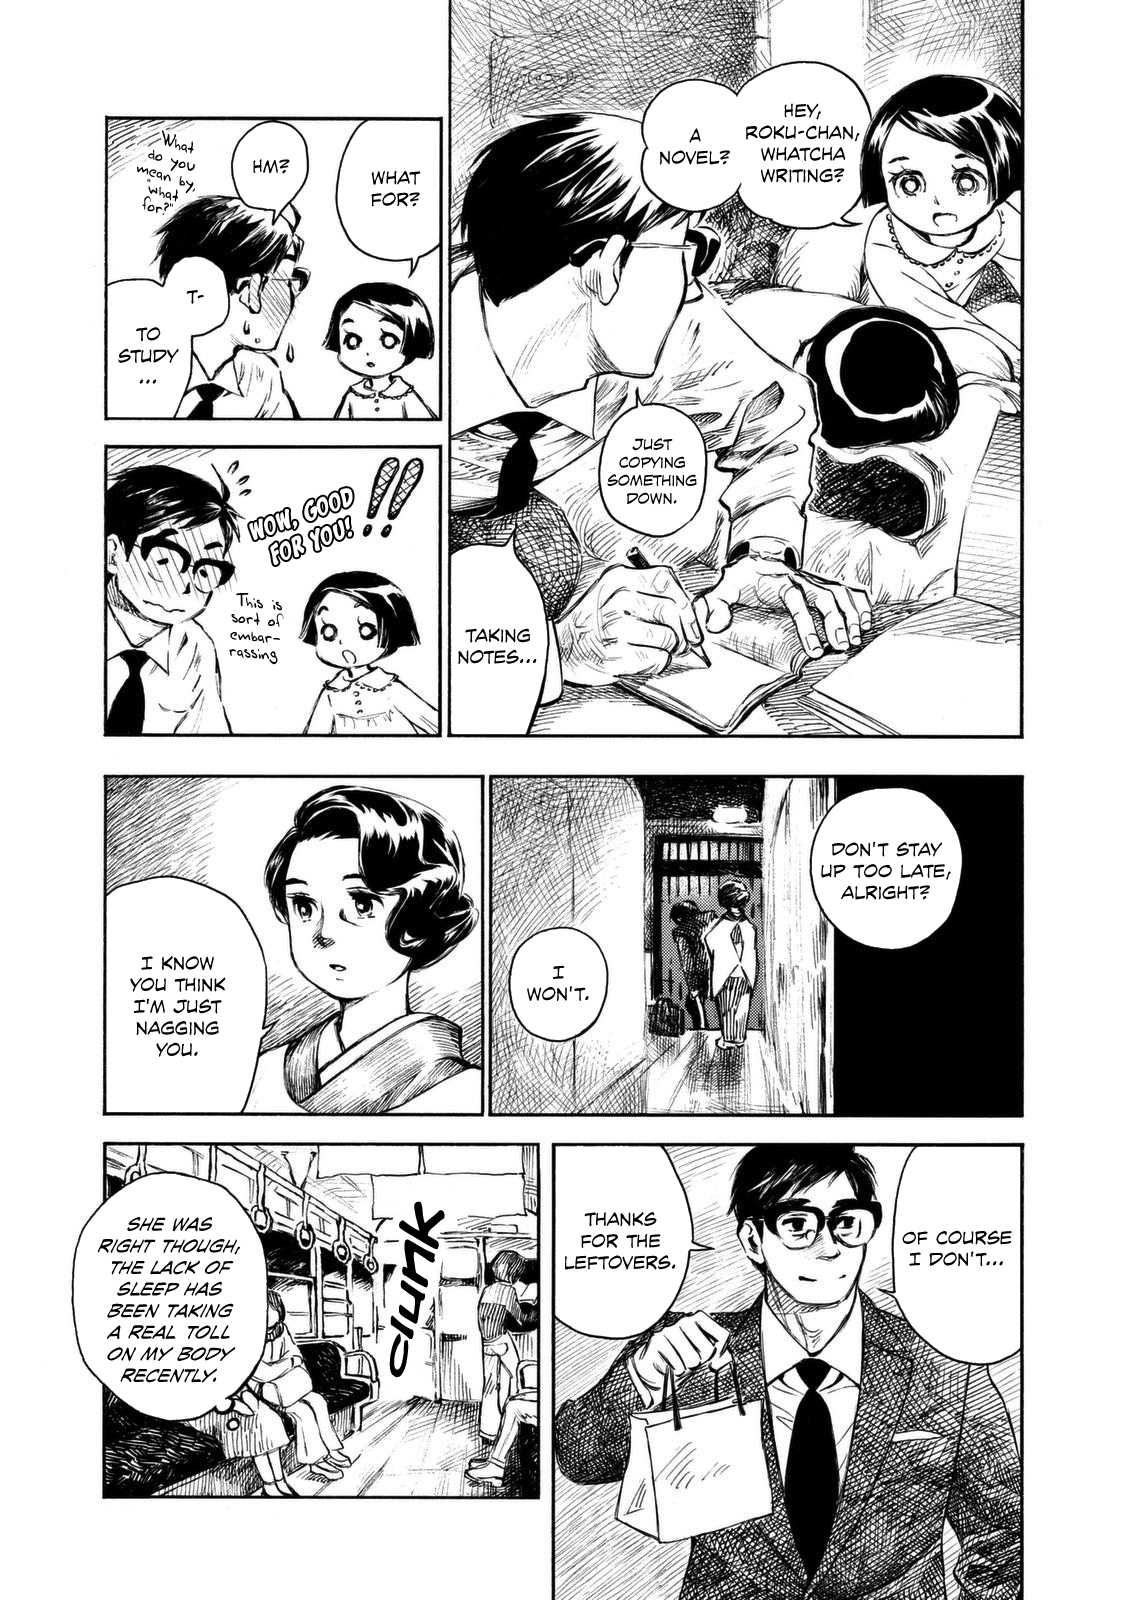 HEY,
ROKU-CHAN,
WHATCHA
WRITING?
A
NOVEL?
JUST
COPYING
SOMETHING
DOWN.
TAKING
NOTES...
WHAT
FOR?
HM?
What
do you
mean by,
"what
for?"
T-
TO
STUDY
...
WOW, GOOD
FOR YOU!
!!
This is
sort of
embar-
rassing
DON'T STAY
UP TOO LATE,
ALRIGHT?
I
WON'T.
I KNOW
YOU THINK
I'M JUST
NAGGING
YOU.
OF COURSE
I DON'T...
THANKS
FOR THE
LEFTOVERS.
clunk
SHE WAS
RIGHT THOUGH,
THE LACK OF
SLEEP HAS
BEEN TAKING
A REAL TOLL
ON MY BODY
RECENTLY.